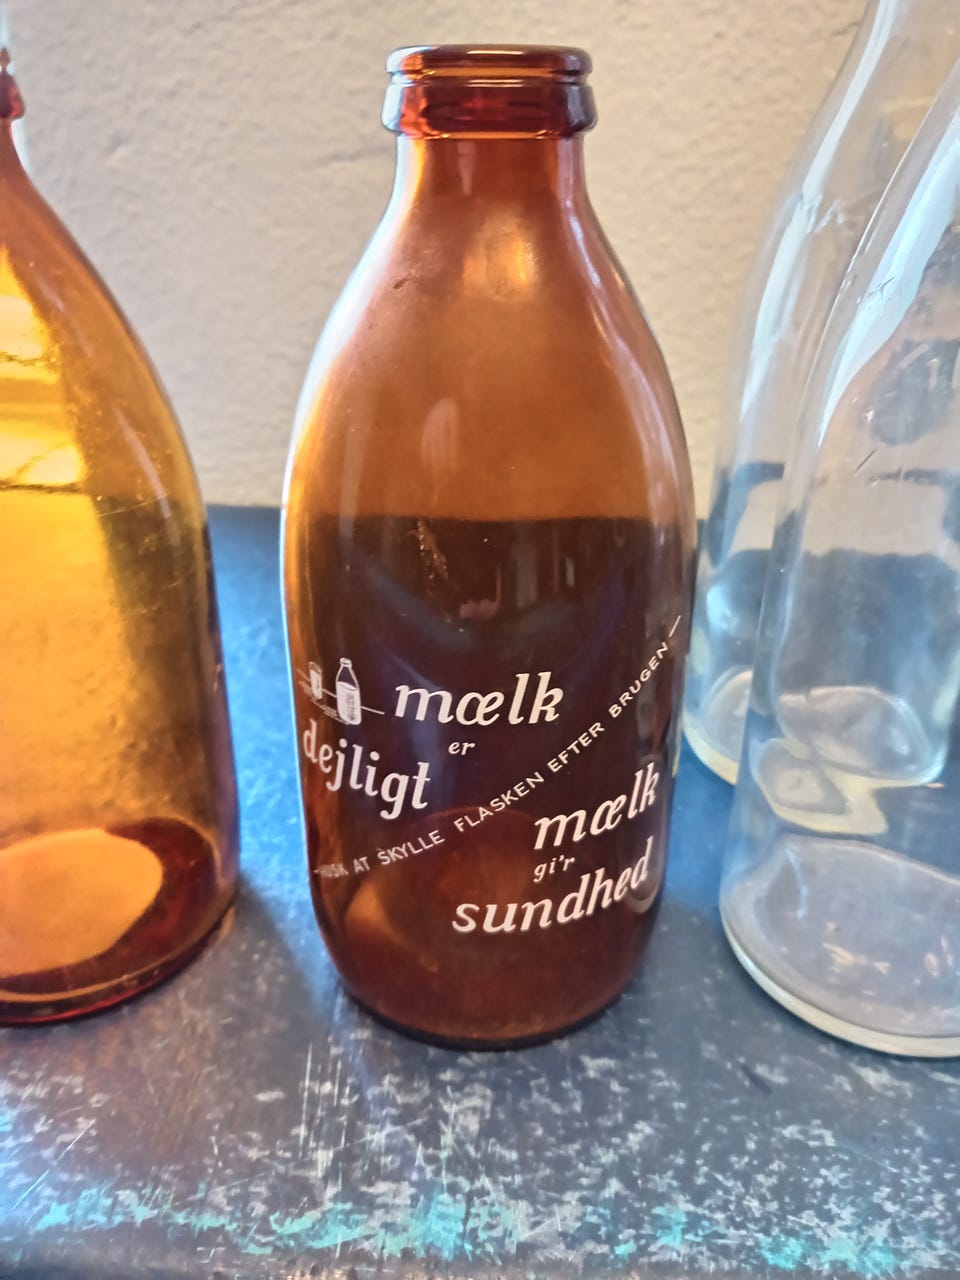 mælk
er
dejligt
- HUSK AT SKYLLE FLASKEN EFTER BRUGEN -
mælk
gi'r
sundhed